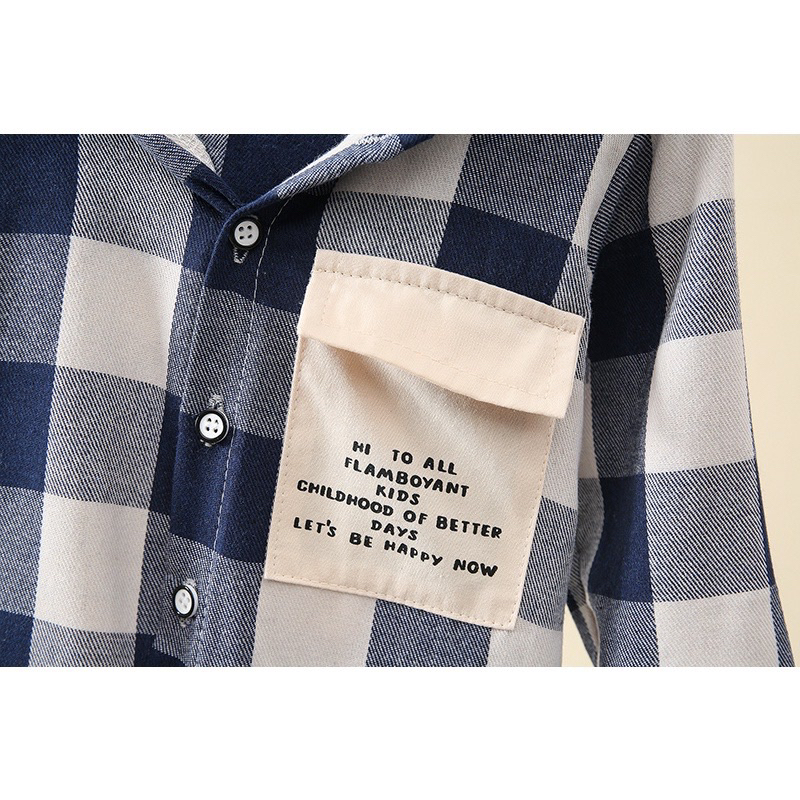 HI TO ALL
FLAMBOYANT
KIDS
CHILDHOOD OF BETTER
DAYS
LET'S BE HAPPY NOW